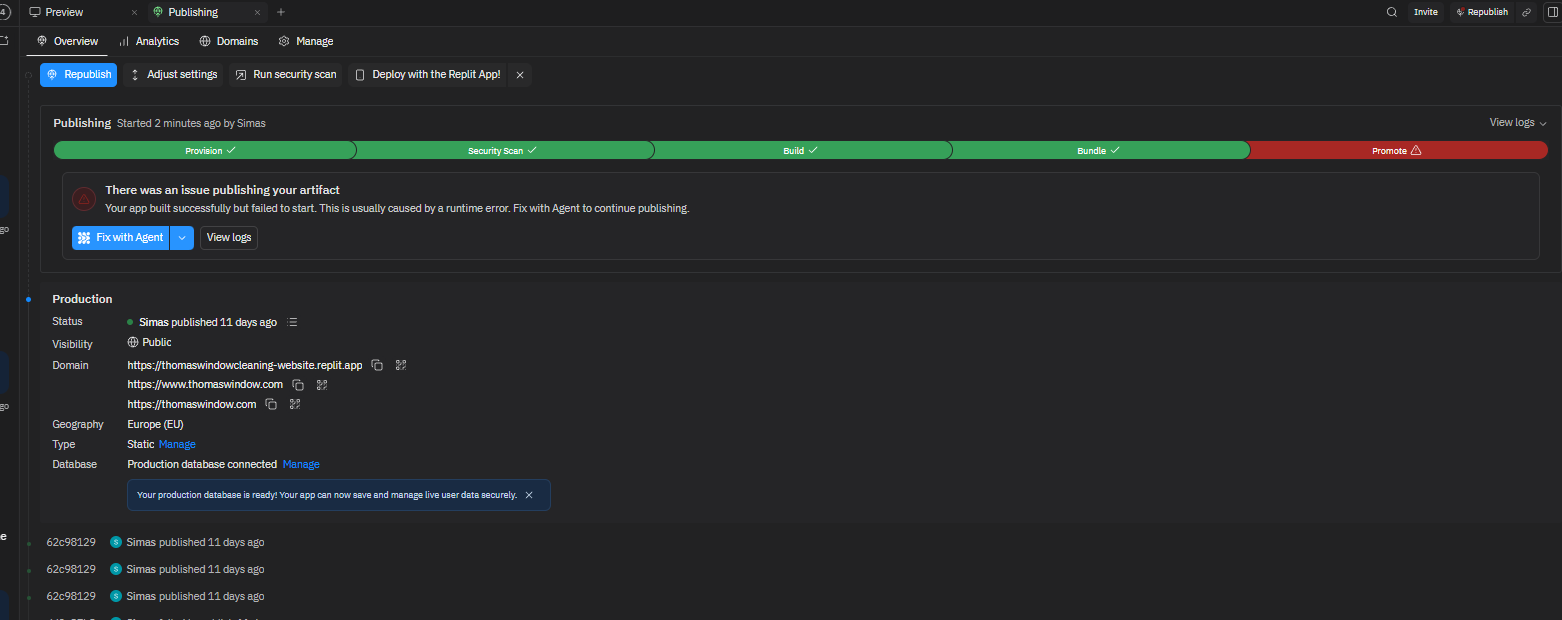 4 Preview Publishing
Invite Republish
Overview Analytics Domains Manage
Republish Adjust settings Run security scan Deploy with the Replit App!
Publishing Started 2 minutes ago by Simas View logs
Provision Security Scan Build Bundle Promote
There was an issue publishing your artifact
Your app built successfully but failed to start. This is usually caused by a runtime error. Fix with Agent to continue publishing.
Fix with Agent View logs
go
Production
Status Simas published 11 days ago
Visibility Public
Domain https://thomaswindowcleaning-website.replit.app
https://www.thomaswindow.com
https://thomaswindow.com
go
Geography Europe (EU)
Type Static Manage
Database Production database connected Manage
Your production database is ready! Your app can now save and manage live user data securely.
e
62c98129 S Simas published 11 days ago
62c98129 S Simas published 11 days ago
62c98129 S Simas published 11 days ago